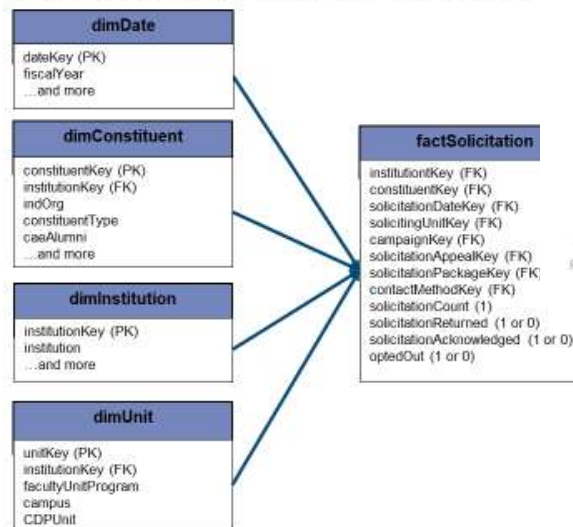 dimDate
dateKey (PK)
fiscalYear
...and more
dimConstituent
constituentKey (PK)
institutionKey (FK)
indOrg
constituentType
caeAlumni
...and more
dimInstitution
institutionKey (PK)
institution
...and more
dimUnit
unitKey (PK)
institutionKey (FK)
facultyUnitProgram
campus
CDPUnit
factSolicitation
institutiontKey (FK)
constituentKey (FK)
solicitationDateKey (FK)
solicitingUnitKey (FK)
campaignKey (FK)
solicitationAppealKey (FK)
solicitationPackageKey (FK)
contactMethodKey (FK)
solicitationCount (1)
solicitationReturned (1 or 0)
solicitationAcknowledged (1 or 0)
optedOut (1 or 0)